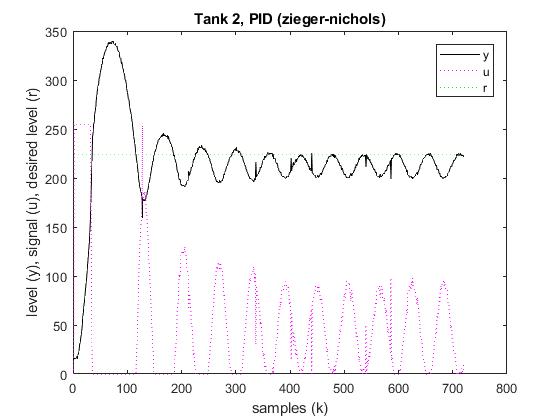 Tank 2, PID (zieger-nichols)
level (y), signal (u), desired level (r)
350
300
250
200
150
100
50
0
y
u
r
0 100 200 300 400 500 600 700 800
samples (k)